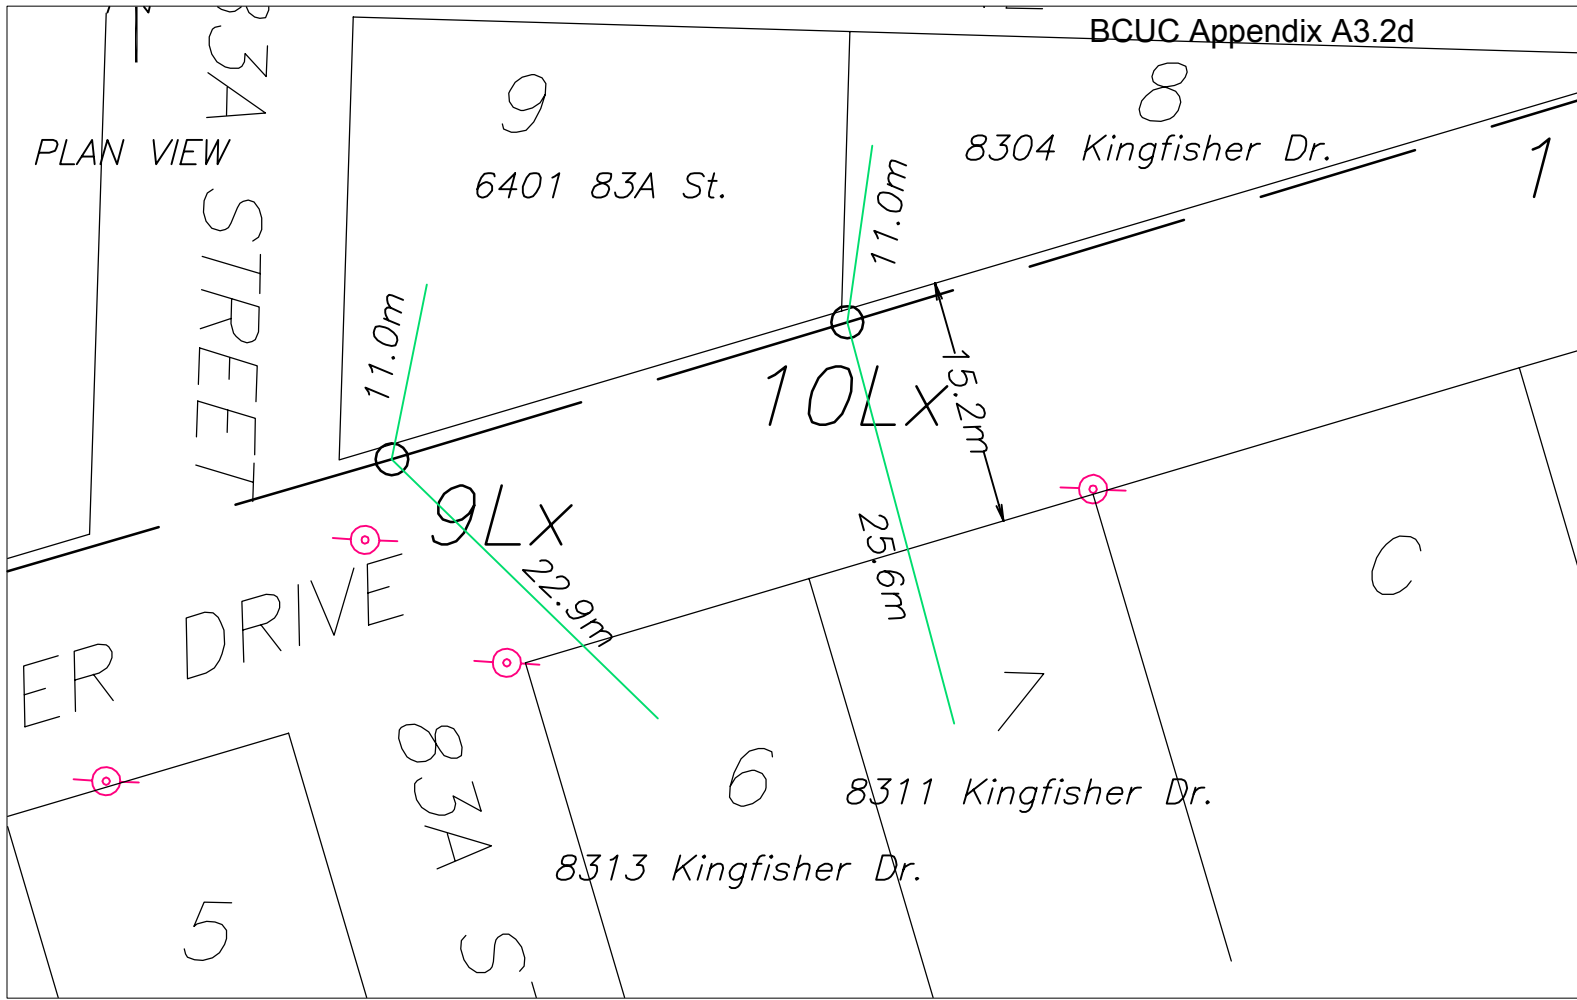 BCUC Appendix A3.2d
PLAN VIEW
83A STREET
9
6401 83A St.
8
8304 Kingfisher Dr.
1
11.0m
11.0m
10Lx
15.2m
9Lx
22.9m
25.6m
ER DRIVE
C
7
6
8311 Kingfisher Dr.
8313 Kingfisher Dr.
5
83A S